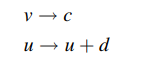 v → c
u → u + d